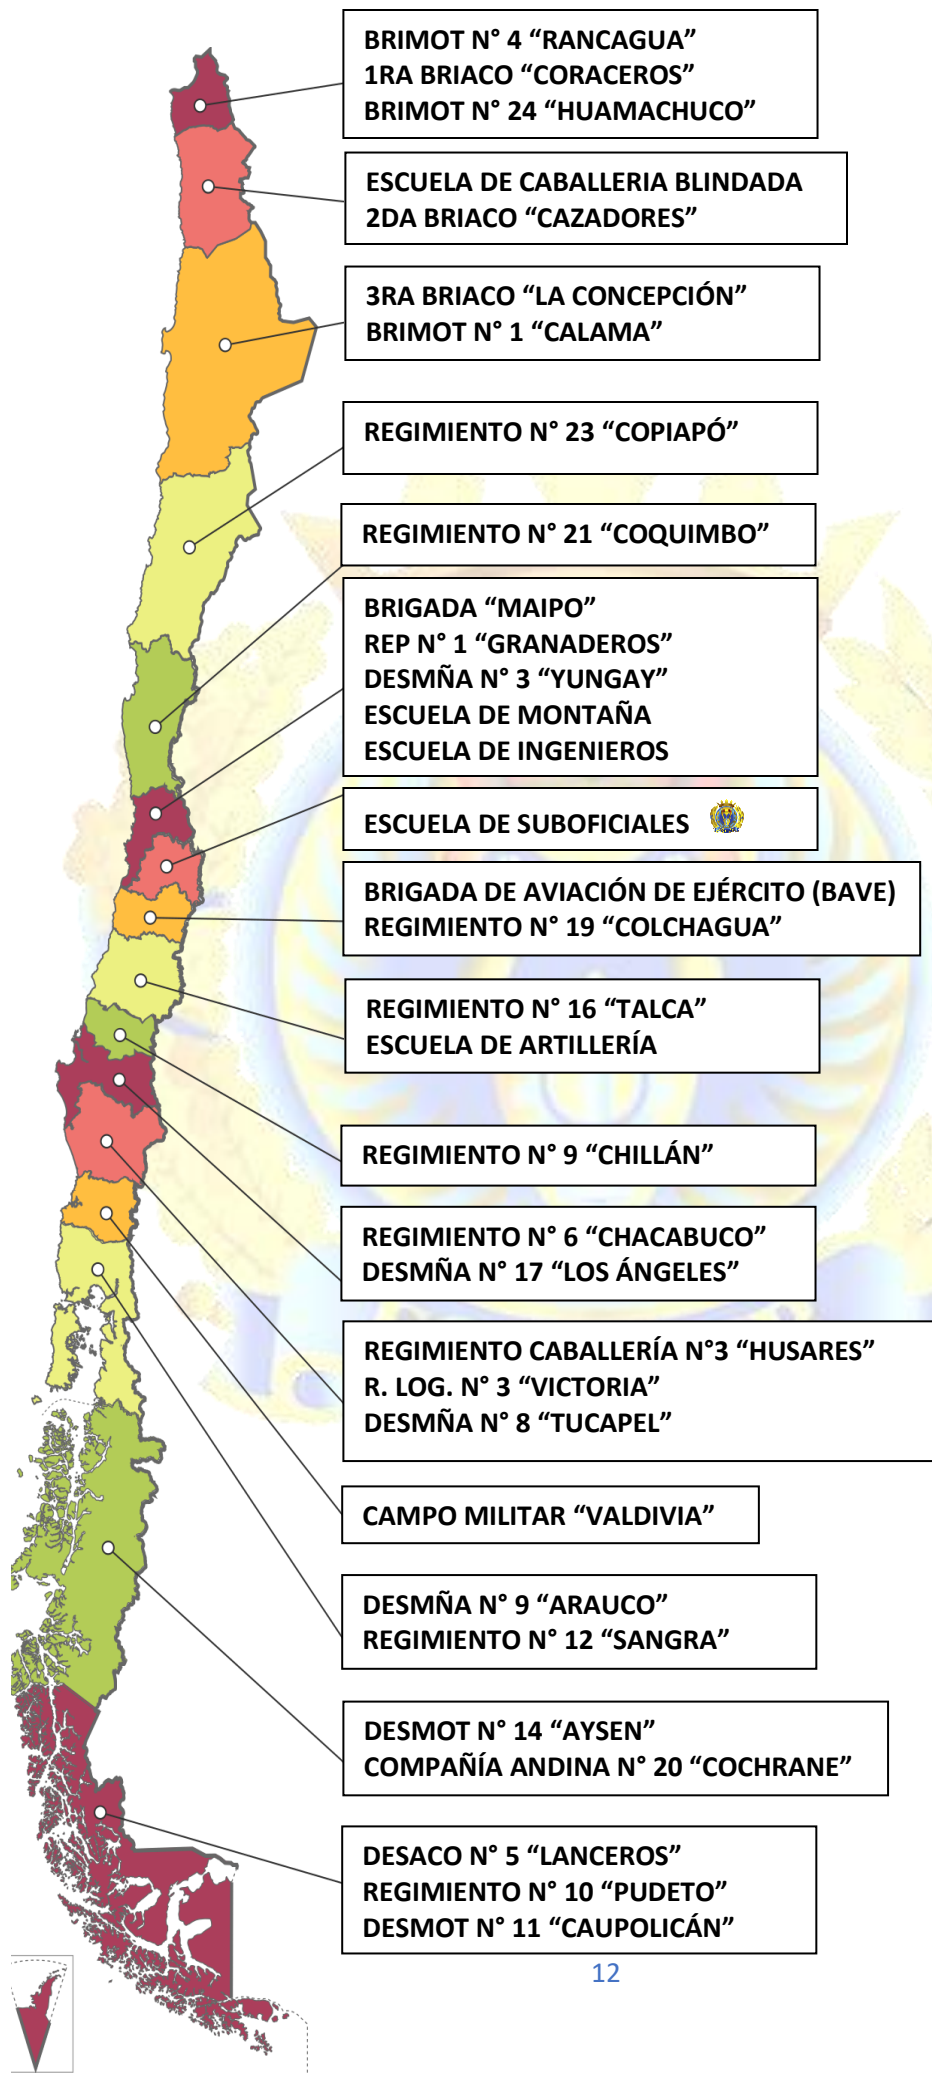 BRIMOT N° 4 “RANCAGUA”
1RA BRIACO “CORACEROS”
BRIMOT N° 24 “HUAMACHUCO”
ESCUELA DE CABALLERIA BLINDADA
2DA BRIACO “CAZADORES”
3RA BRIACO “LA CONCEPCIÓN”
BRIMOT N° 1 “CALAMA”
REGIMIENTO N° 23 “COPIAPÓ”
REGIMIENTO N° 21 “COQUIMBO”
BRIGADA “MAIPO”
REP N° 1 “GRANADEROS”
DESMÑA N° 3 “YUNGAY”
ESCUELA DE MONTAÑA
ESCUELA DE INGENIEROS
ESCUELA DE SUBOFICIALES
BRIGADA DE AVIACIÓN DE EJÉRCITO (BAVE)
REGIMIENTO N° 19 “COLCHAGUA”
REGIMIENTO N° 16 “TALCA”
ESCUELA DE ARTILLERÍA
REGIMIENTO N° 9 “CHILLÁN”
REGIMIENTO N° 6 “CHACABUCO”
DESMÑA N° 17 “LOS ÁNGELES”
REGIMIENTO CABALLERÍA N°3 “HUSARES”
R. LOG. N° 3 “VICTORIA”
DESMÑA N° 8 “TUCAPEL”
CAMPO MILITAR “VALDIVIA”
DESMÑA N° 9 “ARAUCO”
REGIMIENTO N° 12 “SANGRA”
DESMOT N° 14 “AYSEN”
COMPAÑÍA ANDINA N° 20 “COCHRANE”
DESACO N° 5 “LANCEROS”
REGIMIENTO N° 10 “PUDETO”
DESMOT N° 11 “CAUPOLICÁN”
12